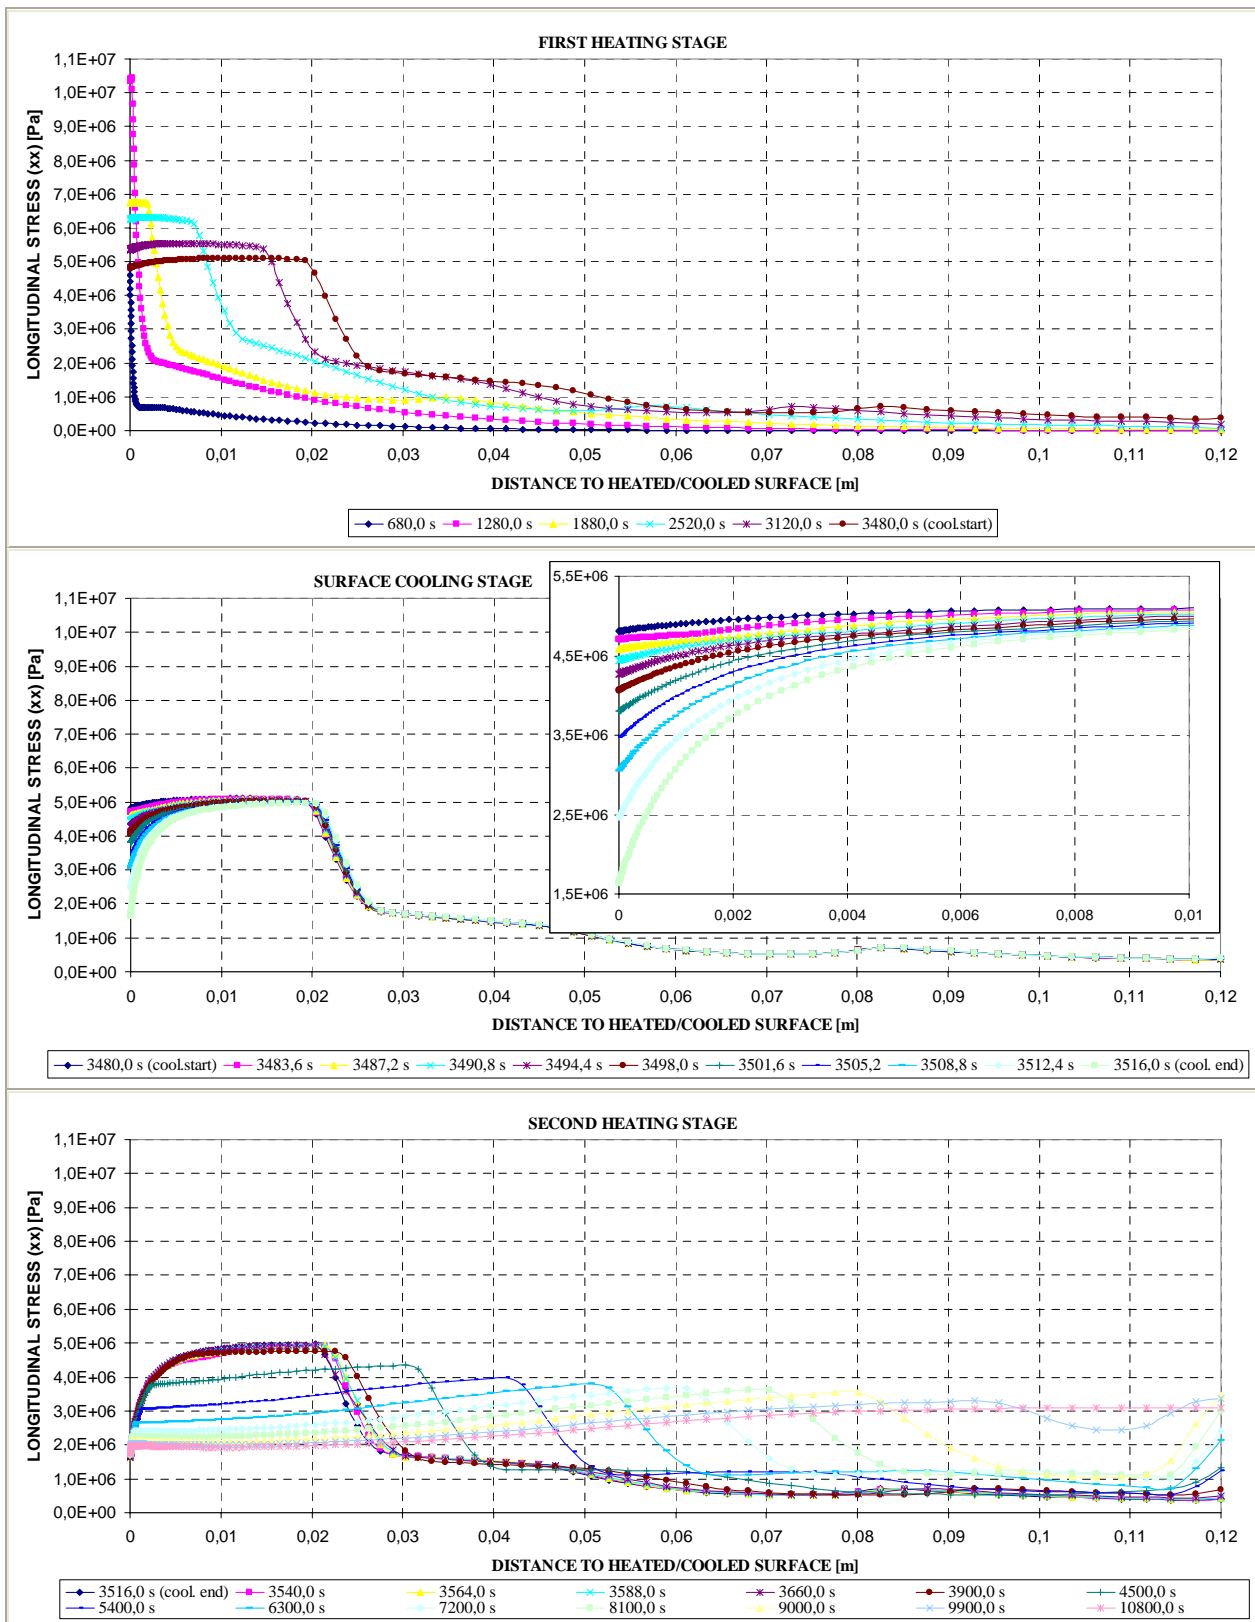 FIRST HEATING STAGE
LONGITUDINAL STRESS (xx) [Pa]
1,1E+07
1,0E+07
9,0E+06
8,0E+06
7,0E+06
6,0E+06
5,0E+06
4,0E+06
3,0E+06
2,0E+06
1,0E+06
0,0E+00
0 0,01 0,02 0,03 0,04 0,05 0,06 0,07 0,08 0,09 0,1 0,11 0,12
DISTANCE TO HEATED/COOLED SURFACE [m]
680,0 s 1280,0 s 1880,0 s 2520,0 s 3120,0 s 3480,0 s (cool.start)
SURFACE COOLING STAGE
LONGITUDINAL STRESS (xx) [Pa]
1,1E+07
1,0E+07
9,0E+06
8,0E+06
7,0E+06
6,0E+06
5,0E+06
4,0E+06
3,0E+06
2,0E+06
1,0E+06
0,0E+00
5,5E+06
4,5E+06
3,5E+06
2,5E+06
1,5E+06
0 0,002 0,004 0,006 0,008 0,01
0 0,01 0,02 0,03 0,04 0,05 0,06 0,07 0,08 0,09 0,1 0,11 0,12
DISTANCE TO HEATED/COOLED SURFACE [m]
3480,0 s (cool.start) 3483,6 s 3487,2 s 3490,8 s 3494,4 s 3498,0 s 3501,6 s 3505,2 3508,8 s 3512,4 s 3516,0 s (cool. end)
SECOND HEATING STAGE
LONGITUDINAL STRESS (xx) [Pa]
1,1E+07
1,0E+07
9,0E+06
8,0E+06
7,0E+06
6,0E+06
5,0E+06
4,0E+06
3,0E+06
2,0E+06
1,0E+06
0,0E+00
0 0,01 0,02 0,03 0,04 0,05 0,06 0,07 0,08 0,09 0,1 0,11 0,12
DISTANCE TO HEATED/COOLED SURFACE [m]
3516,0 s (cool. end) 3540,0 s 3564,0 s 3588,0 s 3660,0 s 3900,0 s 4500,0 s
5400,0 s 6300,0 s 7200,0 s 8100,0 s 9000,0 s 9900,0 s 10800,0 s